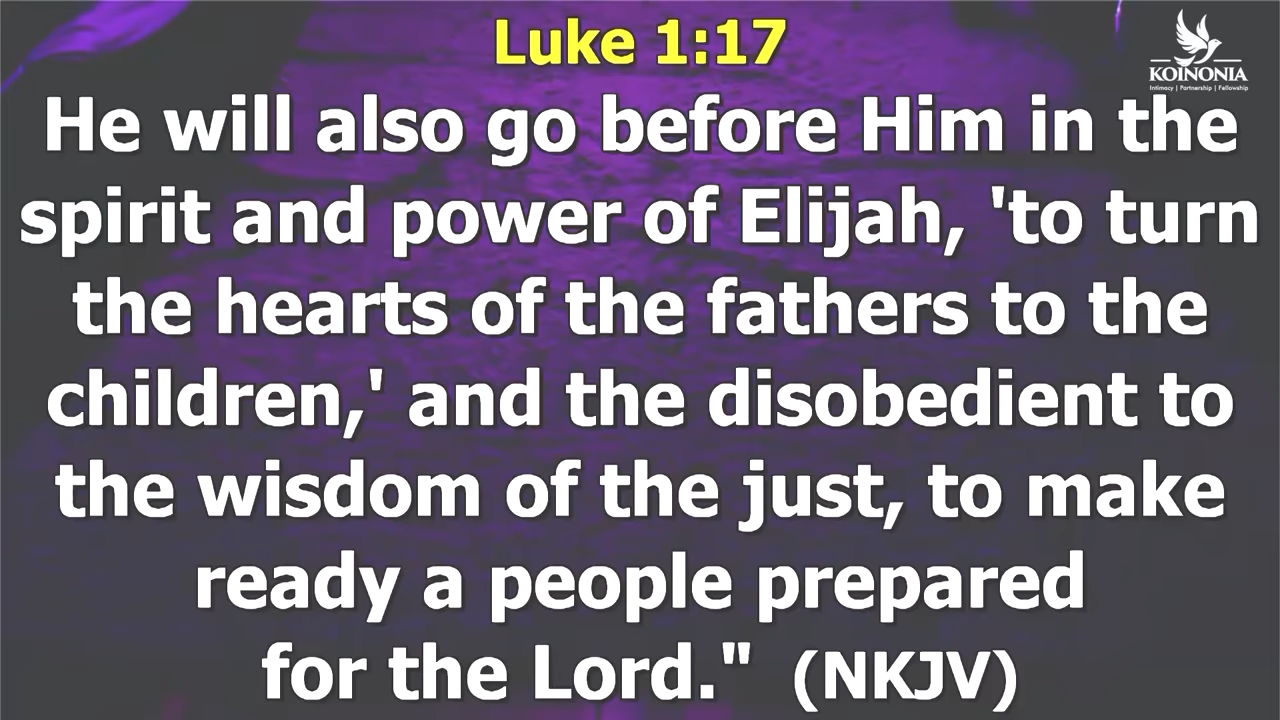 Luke 1:17
KOINONIA
Intimacy | Partnership | Fellowship
He will also go before Him in the
spirit and power of Elijah, 'to turn
the hearts of the fathers to the
children,' and the disobedient to
the wisdom of the just, to make
ready a people prepared
for the Lord." (NKJV)